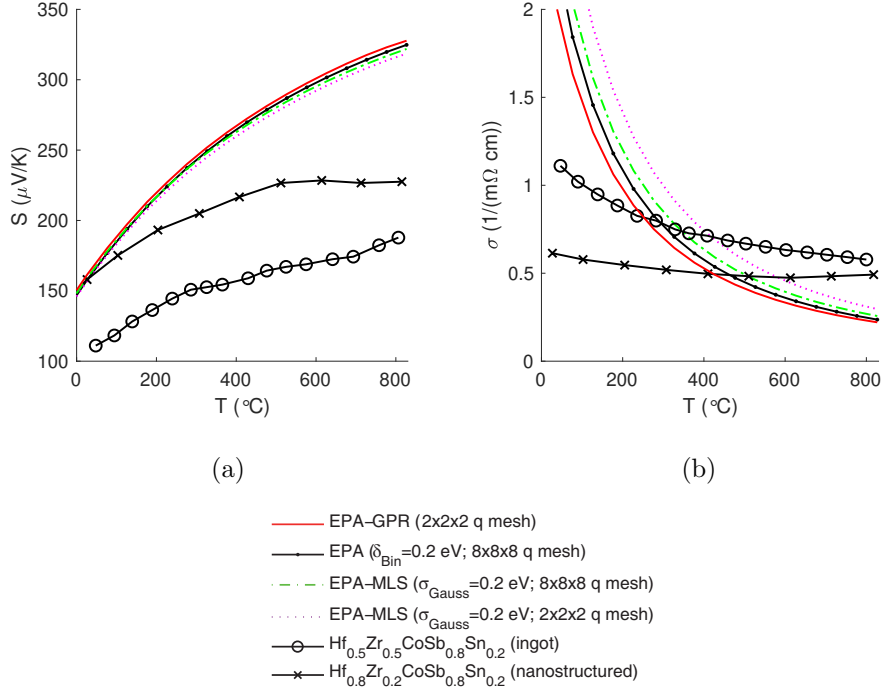 350
300
250
200
150
100
S (μV/K)
0
200
400
600
800
T (°C)
(a)
2
1.5
1
0.5
0
σ (1/(mΩ cm))
0
200
400
600
800
T (°C)
(b)
EPA–GPR (2x2x2 q mesh)
EPA (δBin=0.2 eV; 8x8x8 q mesh)
EPA–MLS (σGauss=0.2 eV; 8x8x8 q mesh)
EPA–MLS (σGauss=0.2 eV; 2x2x2 q mesh)
Hf0.5Zr0.5CoSb0.8Sn0.2 (ingot)
Hf0.8Zr0.2CoSb0.8Sn0.2 (nanostructured)